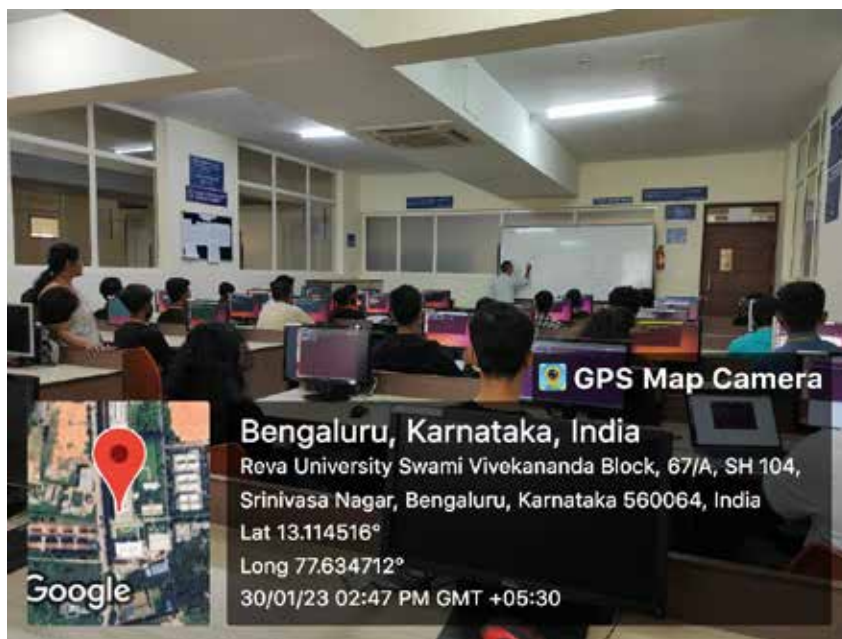 GPS Map Camera
Bengaluru, Karnataka, India
Reva University Swami Vivekananda Block, 67/A, SH 104,
Srinivasa Nagar, Bengaluru, Karnataka 560064, India
Lat 13.114516°
Long 77.634712°
30/01/23 02:47 PM GMT +05:30
Google